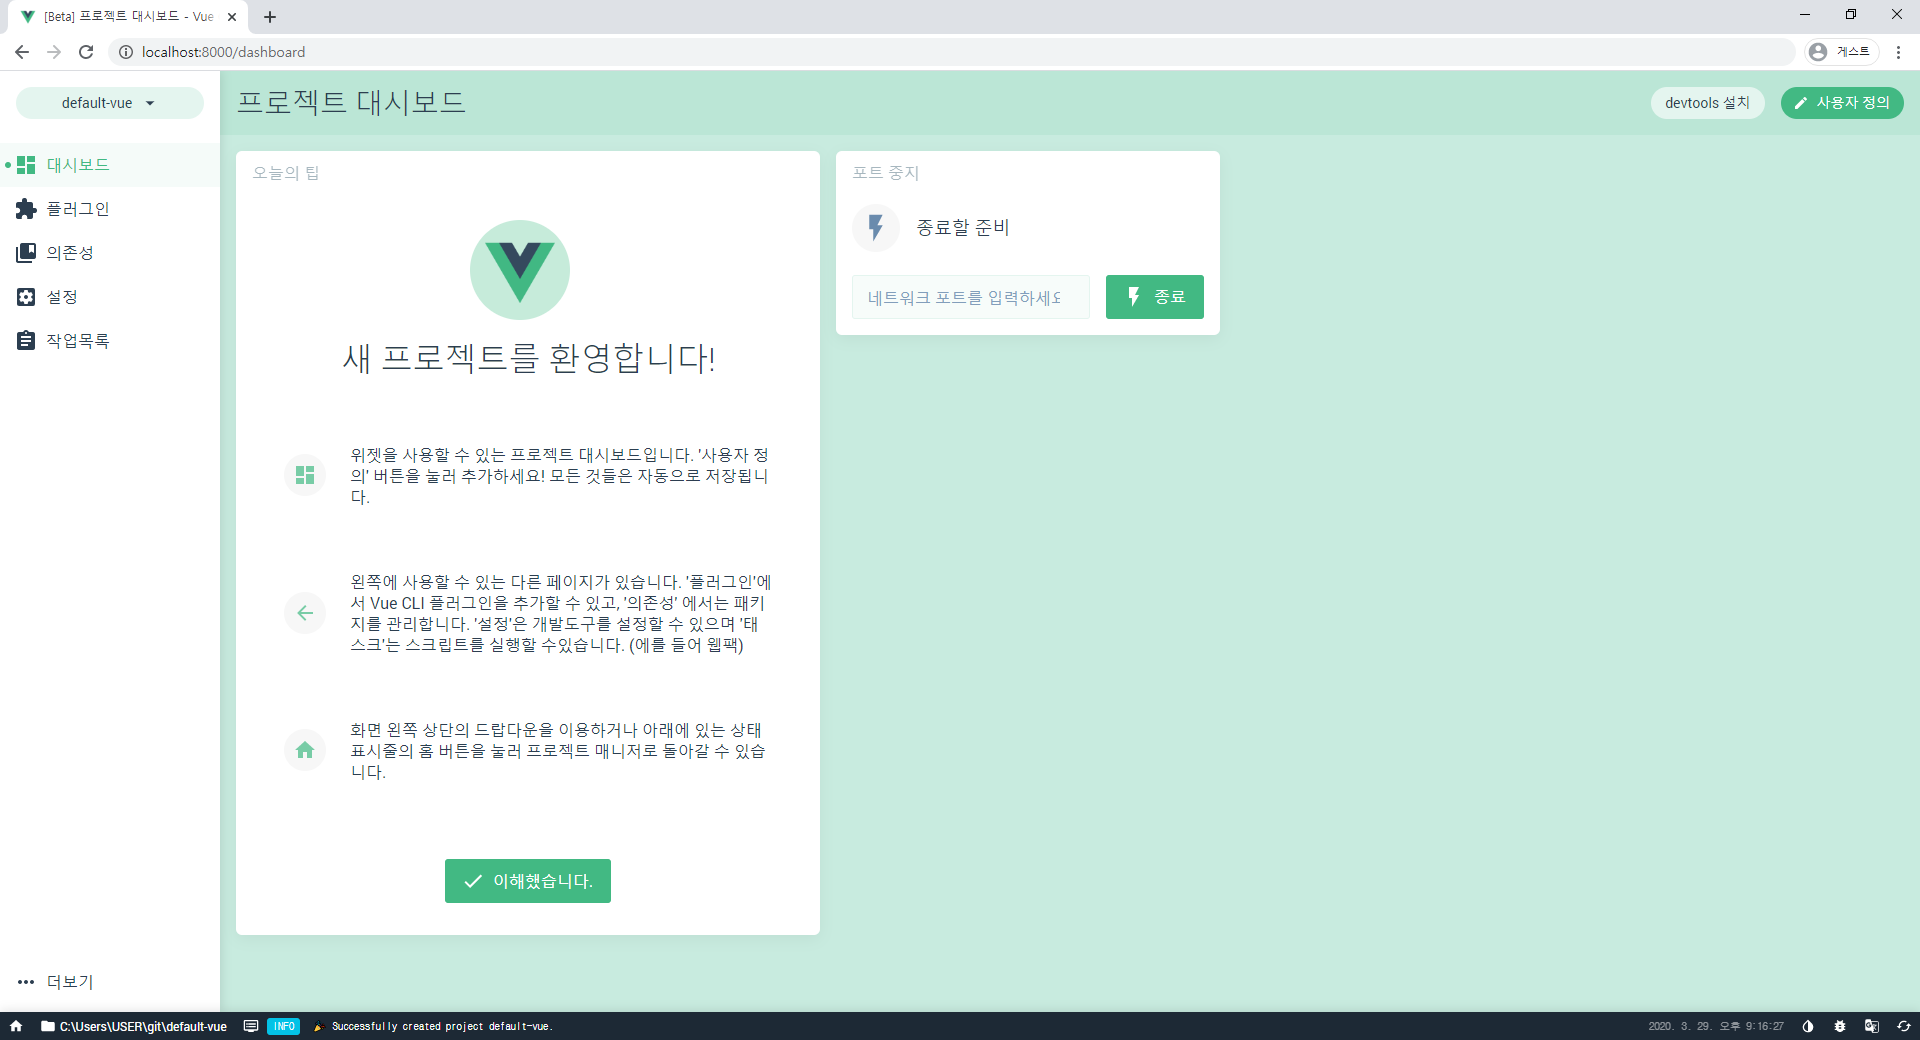 [Beta] 프로젝트 대시보드 - Vue
localhost:8000/dashboard
게스트
default-vue
프로젝트 대시보드
devtools 설치
사용자 정의
대시보드
플러그인
의존성
설정
작업목록
더보기
오늘의 팁
새 프로젝트를 환영합니다!
위젯을 사용할 수 있는 프로젝트 대시보드입니다. '사용자 정
의' 버튼을 눌러 추가하세요! 모든 것들은 자동으로 저장됩니
다.
왼쪽에 사용할 수 있는 다른 페이지가 있습니다. '플러그인'에
서 Vue CLI 플러그인을 추가할 수 있고, '의존성' 에서는 패키
지를 관리합니다. '설정'은 개발도구를 설정할 수 있으며 '태
스크'는 스크립트를 실행할 수있습니다. (에를 들어 웹팩)
화면 왼쪽 상단의 드랍다운을 이용하거나 아래에 있는 상태
표시줄의 홈 버튼을 눌러 프로젝트 매니저로 돌아갈 수 있습
니다.
이해했습니다.
포트 중지
종료할 준비
네트워크 포트를 입력하세요
종료
C:\Users\USER\git\default-vue
INFO
Successfully created project default-vue.
2020. 3. 29. 오후 9:16:27